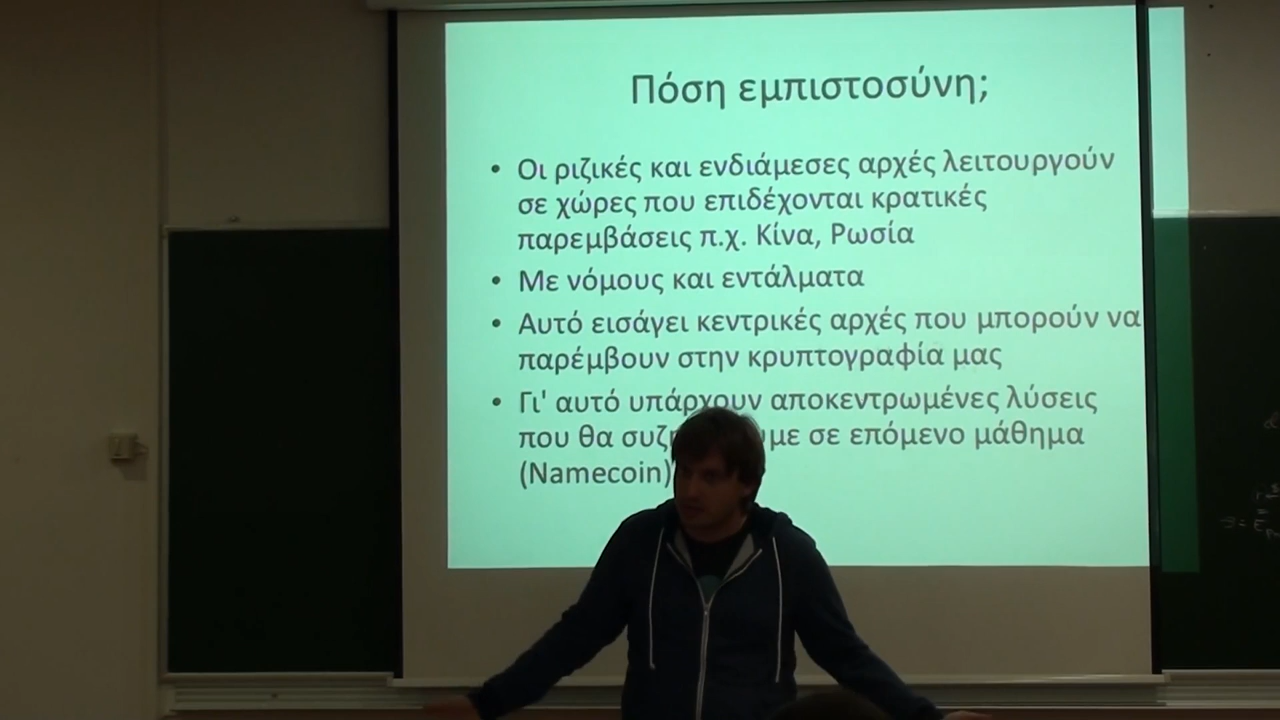 Πόση εμπιστοσύνη;
• Οι ριζικές και ενδιάμεσες αρχές λειτουργούν
σε χώρες που επιδέχονται κρατικές
παρεμβάσεις π.χ. Κίνα, Ρωσία
• Με νόμους και εντάλματα
• Αυτό εισάγει κεντρικές αρχές που μπορούν να
παρέμβουν στην κρυπτογραφία μας
• Γι' αυτό υπάρχουν αποκεντρωμένες λύσεις
που θα σε επόμενο μάθημα
(Namecoin)